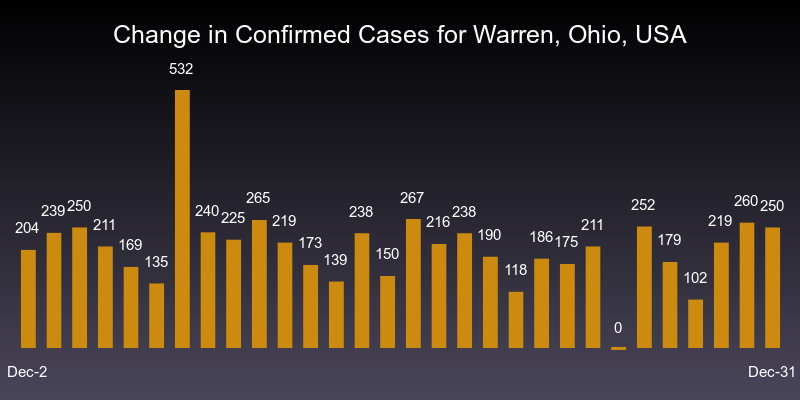 Change in Confirmed Cases for Warren, Ohio, USA
532
204 239 250 211 169 135 240 225 265 219 173 139 238 150 267 216 238 190 118 186 175 211 0 252 179 102 219 260 250
Dec-2 Dec-31